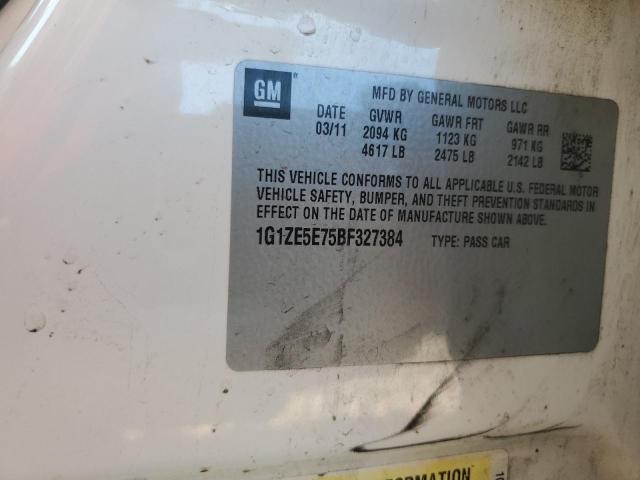 GM®
MFD BY GENERAL MOTORS LLC
DATE GVWR GAWR FRT GAWR RR
03/11 2094 KG 1123 KG 971 KG
4617 LB 2475 LB 2142 LB
THIS VEHICLE CONFORMS TO ALL APPLICABLE U.S. FEDERAL MOTOR
VEHICLE SAFETY, BUMPER, AND THEFT PREVENTION STANDARDS IN
EFFECT ON THE DATE OF MANUFACTURE SHOWN ABOVE.
1G1ZE5E75BF327384 TYPE: PASS CAR